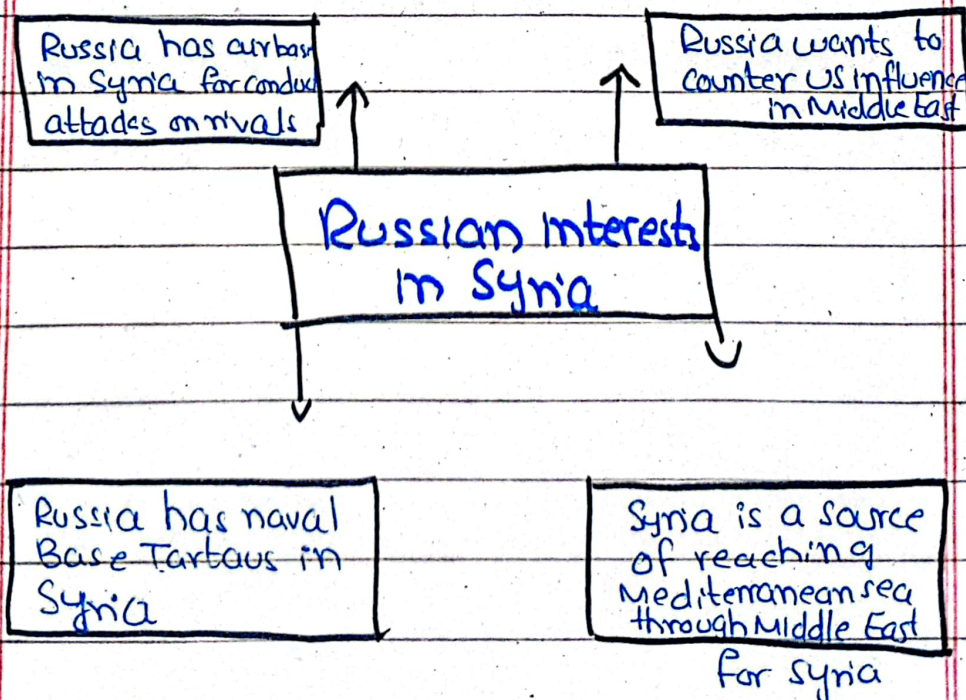 Russia has airbase
in Syria for conduct
attades on rivals
Russia wants to
counter US influence
in Middle East
Russian interests
in Syria
Russia has naval
Base Tartaus in
Syria
Syria is a source
of reaching
Mediterranean sea
through Middle East
for Syria